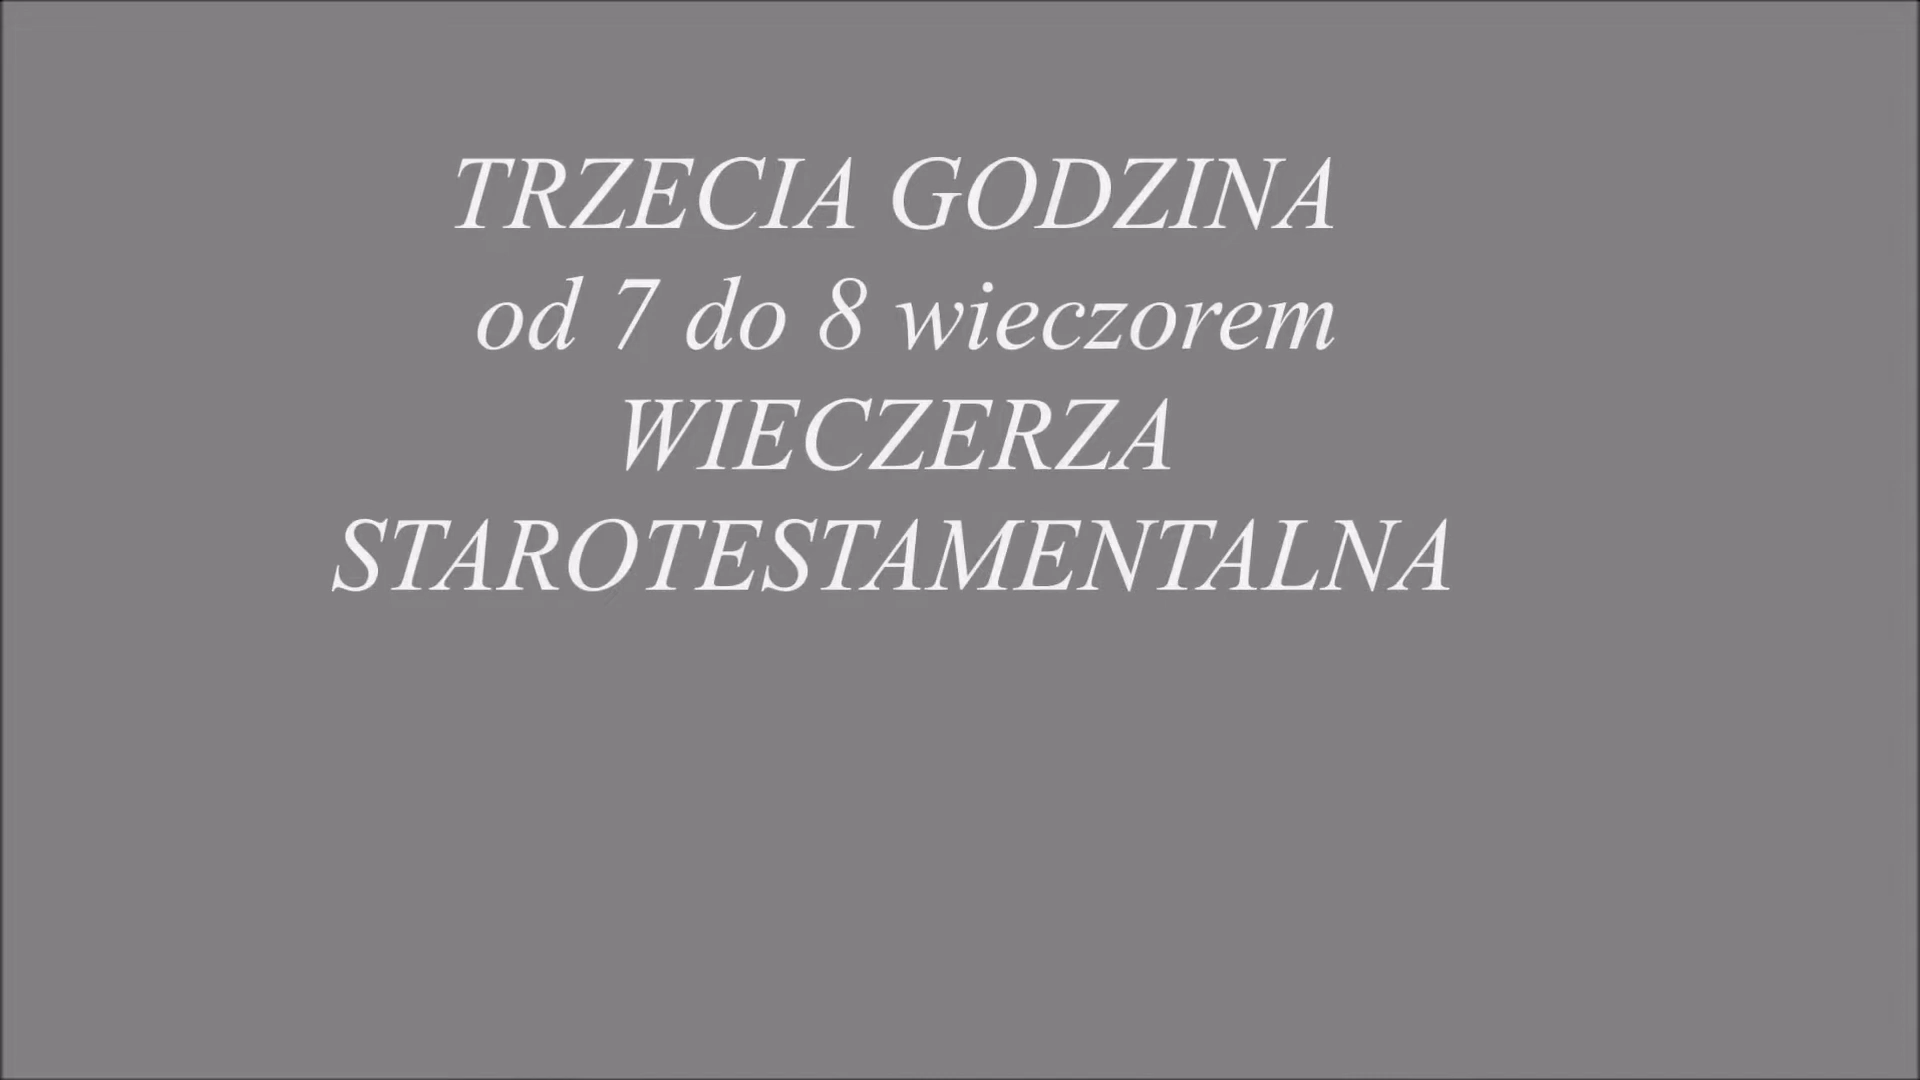 TRZECIA GODZINA
od 7 do 8 wieczorem
WIECZERZA
STAROTESTAMENTALNA